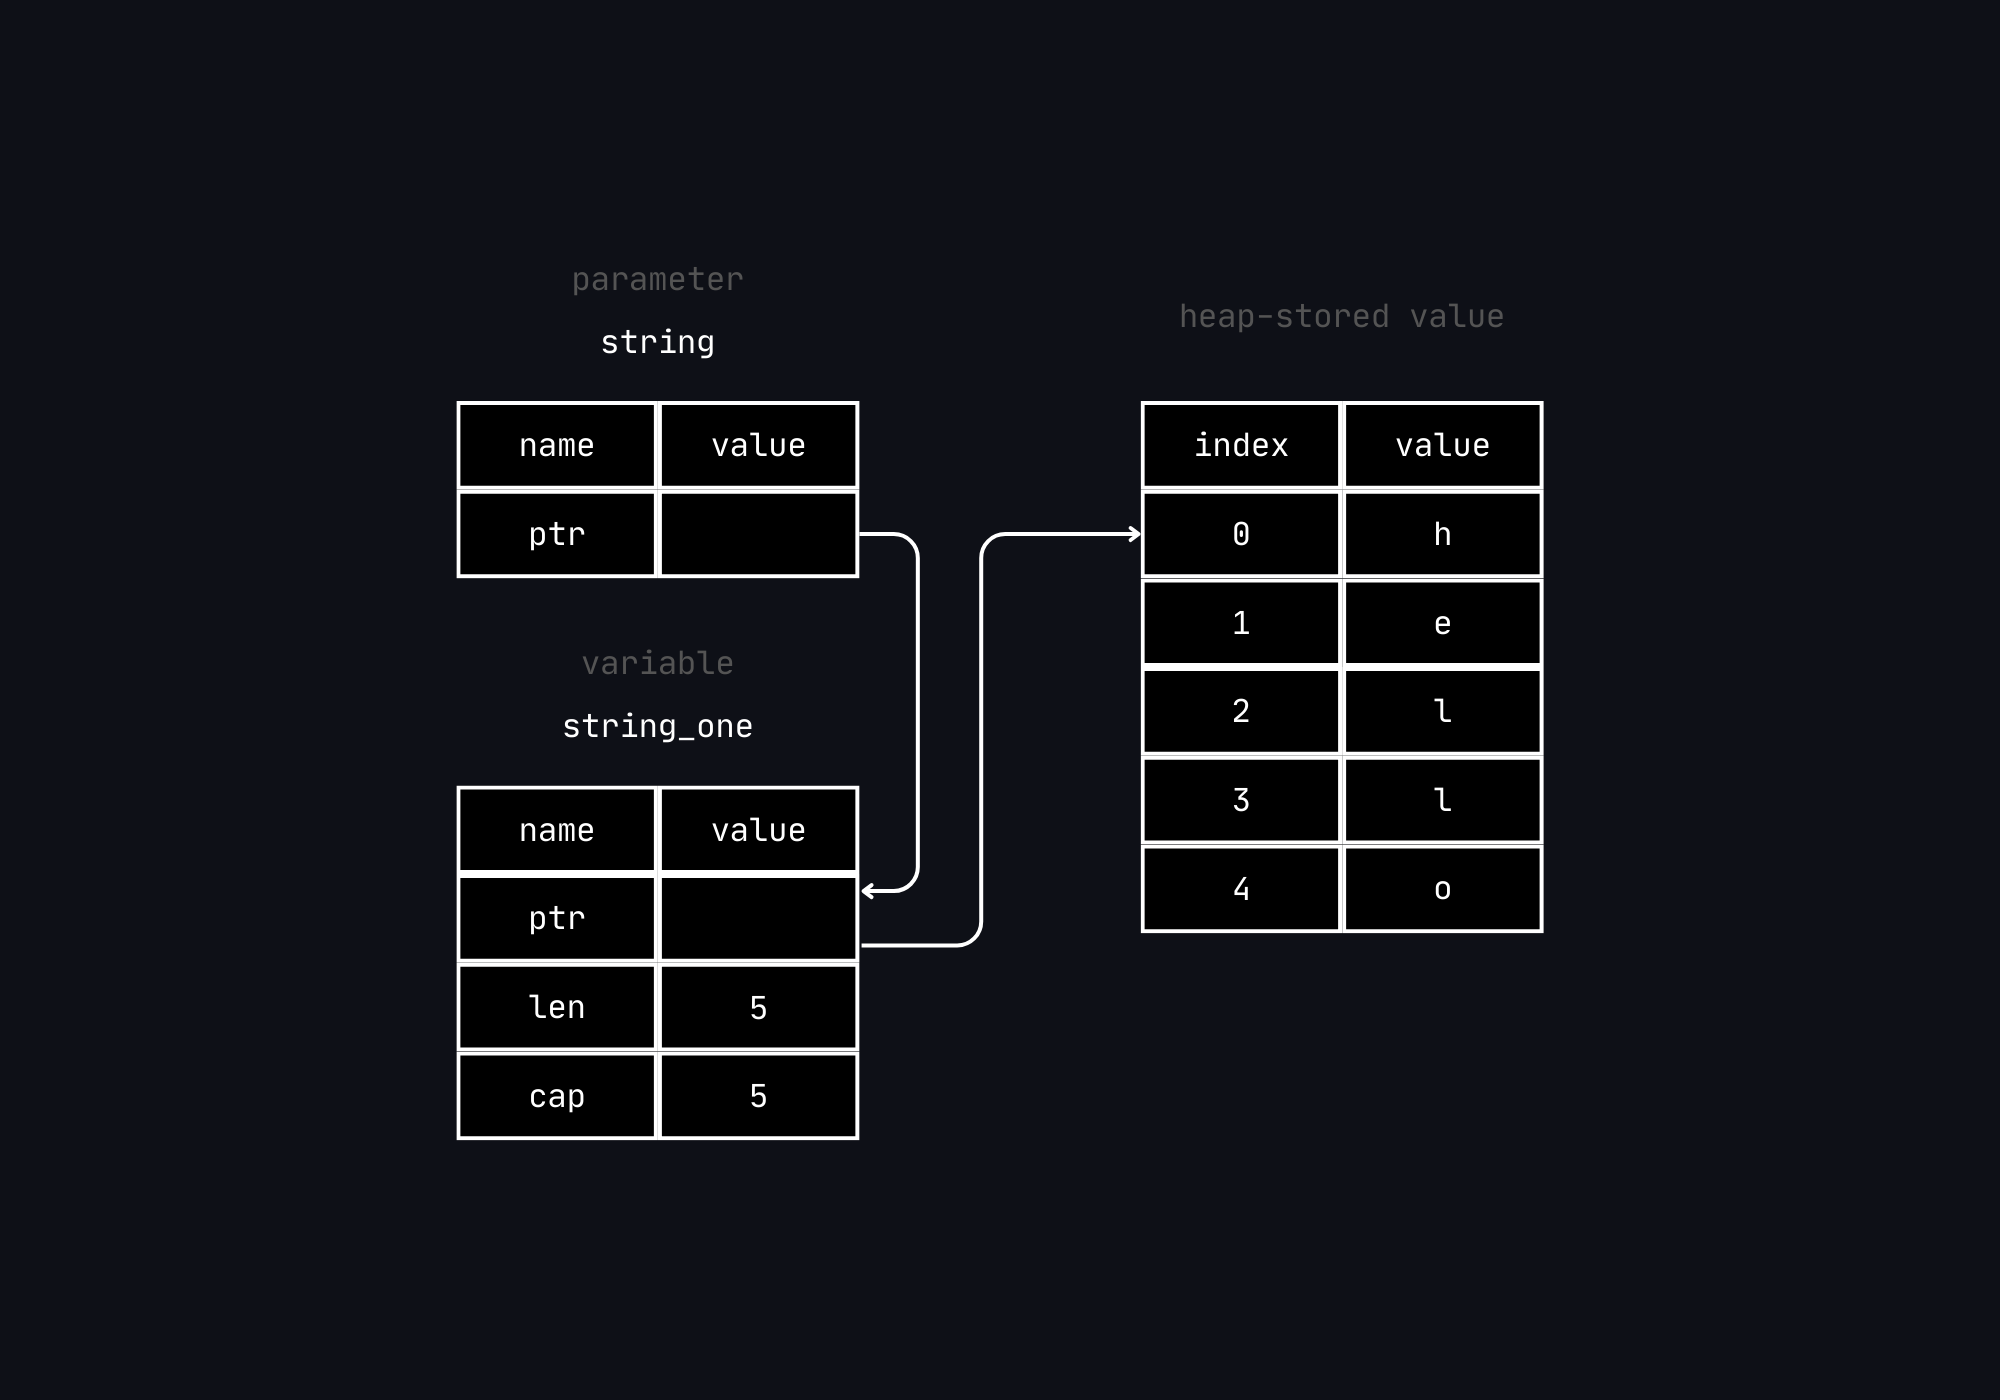 parameter
string
name value
ptr
variable
string_one
name value
ptr
len 5
cap 5
heap-stored value
index value
0 h
1 e
2 l
3 l
4 o